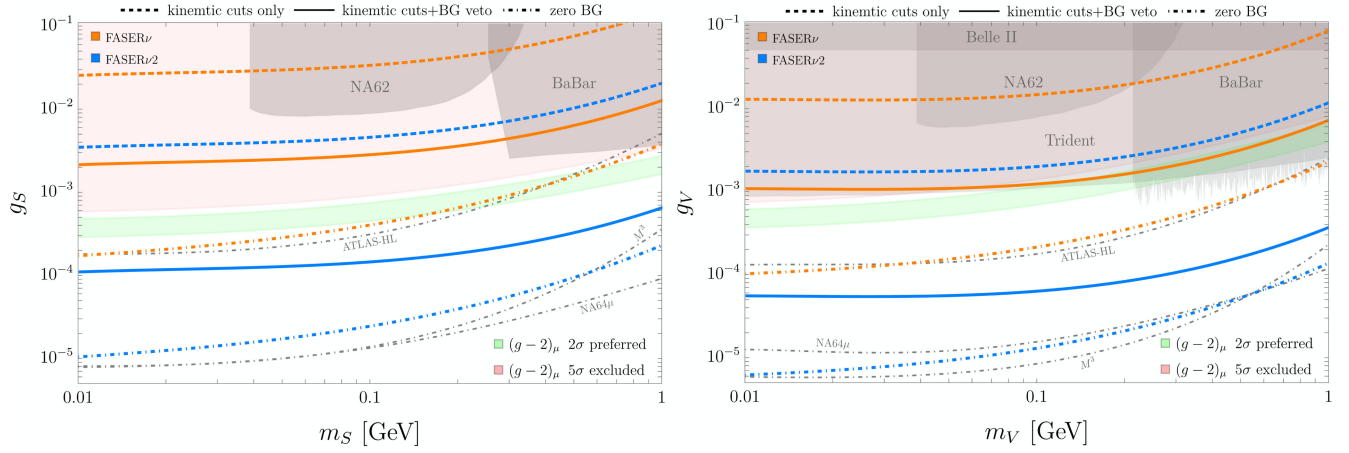 kinemtic cuts only kinemtic cuts+BG veto zero BG
FASERν
FASERν2
NA62
BaBar
ATLAS-HL
M³
NA64μ
(g − 2)μ 2σ preferred
(g − 2)μ 5σ excluded
10⁻¹
10⁻²
10⁻³
10⁻⁴
10⁻⁵
g_S
0.01 0.1 1
m_S [GeV]
kinemtic cuts only kinemtic cuts+BG veto zero BG
FASERν
FASERν2
Belle II
NA62
BaBar
Trident
ATLAS-HL
NA64μ
M³
(g − 2)μ 2σ preferred
(g − 2)μ 5σ excluded
10⁻¹
10⁻²
10⁻³
10⁻⁴
10⁻⁵
g_V
0.01 0.1 1
m_V [GeV]